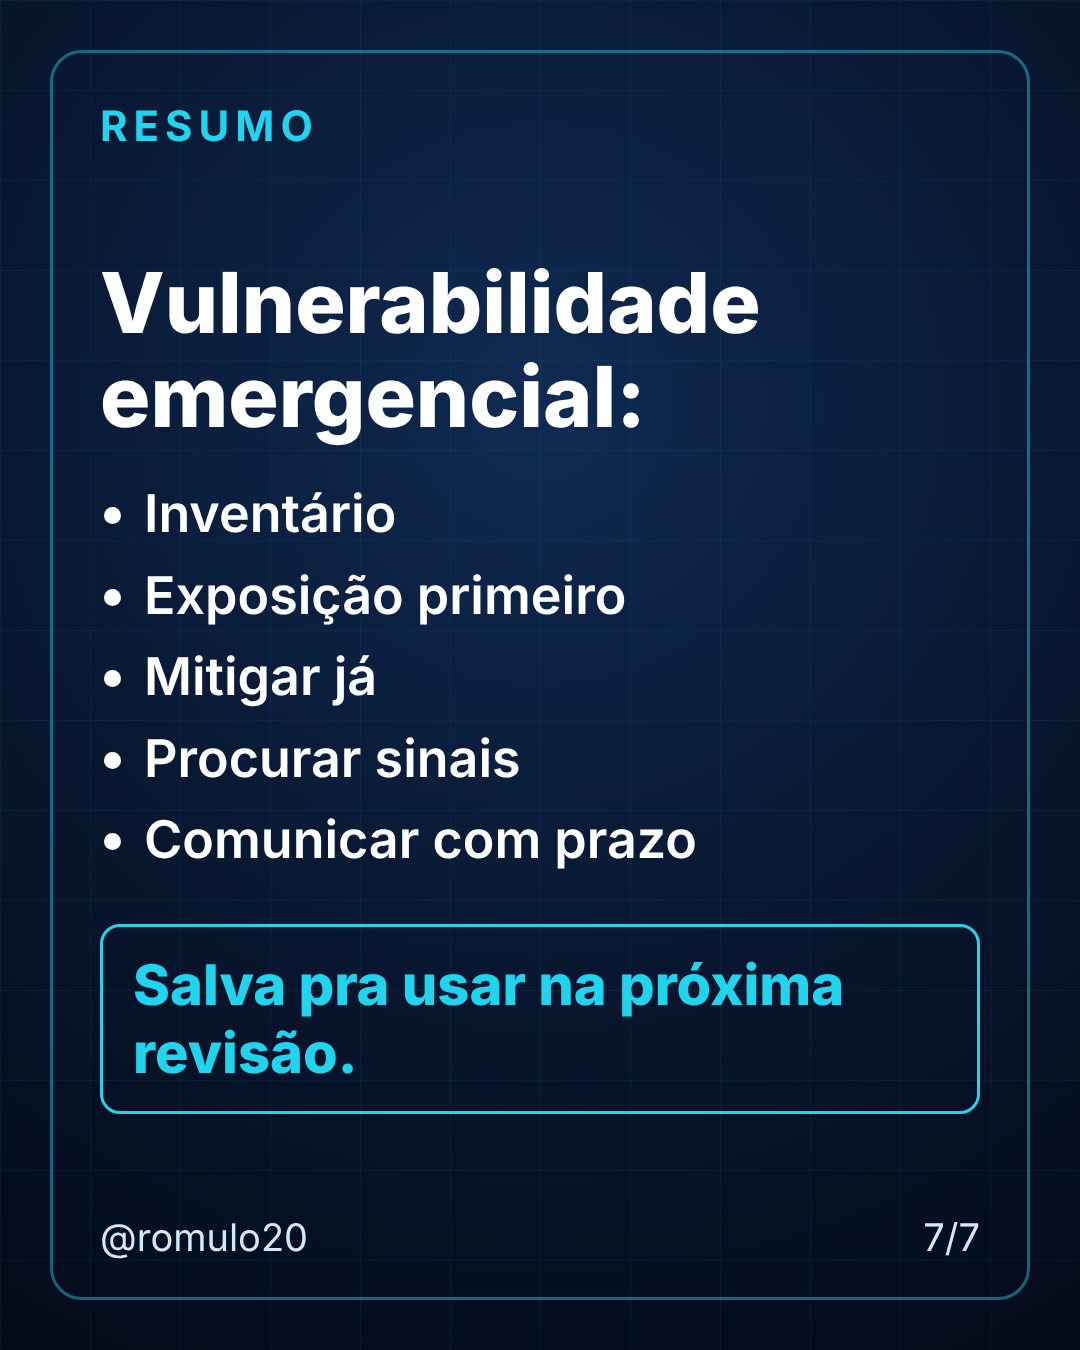 RESUMO
Vulnerabilidade
emergencial:
• Inventário
• Exposição primeiro
• Mitigar já
• Procurar sinais
• Comunicar com prazo
Salva pra usar na próxima
revisão.
@romulo20
7/7